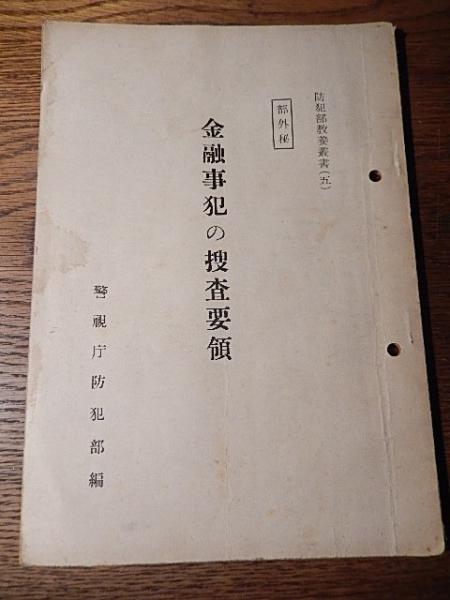 防犯部教養叢書(五)
部外秘
金融事犯の捜査要領
警視庁防犯部編